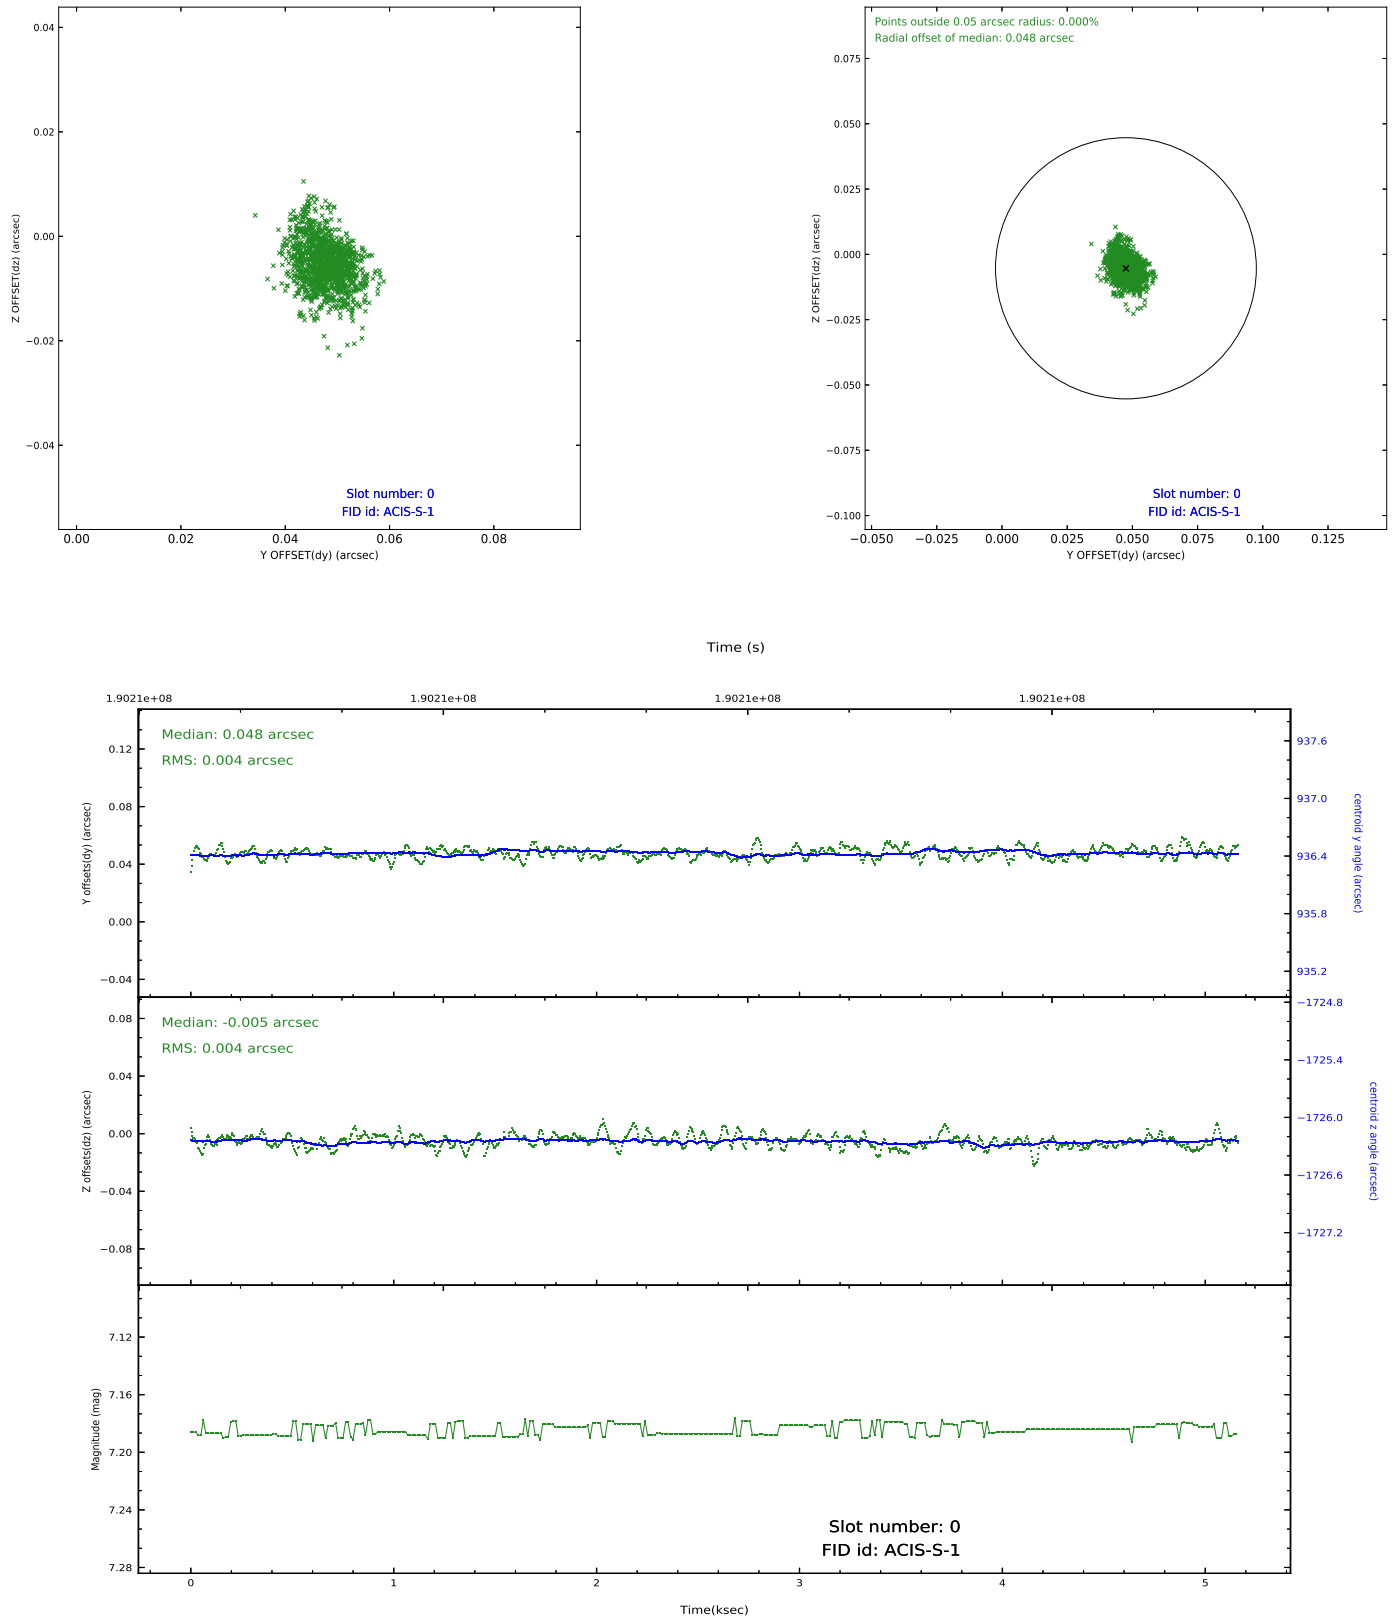 0.04
0.02
0.00
−0.02
−0.04
Z OFFSET(dz) (arcsec)
Slot number: 0
FID id: ACIS-S-1
0.00 0.02 0.04 0.06 0.08
Y OFFSET(dy) (arcsec)
Points outside 0.05 arcsec radius: 0.000%
Radial offset of median: 0.048 arcsec
0.075
0.050
0.025
0.000
−0.025
−0.050
−0.075
−0.100
Z OFFSET(dz) (arcsec)
Slot number: 0
FID id: ACIS-S-1
−0.050 −0.025 0.000 0.025 0.050 0.075 0.100 0.125
Y OFFSET(dy) (arcsec)
Time (s)
1.9021e+08 1.9021e+08 1.9021e+08 1.9021e+08
Median: 0.048 arcsec
RMS: 0.004 arcsec
0.12
0.08
0.04
0.00
−0.04
Y offsets(dy) (arcsec)
937.6
937.0
936.4
935.8
935.2
centroid y angle (arcsec)
Median: -0.005 arcsec
RMS: 0.004 arcsec
0.08
0.04
0.00
−0.04
−0.08
Z offsets(dz) (arcsec)
−1724.8
−1725.4
−1726.0
−1726.6
−1727.2
centroid z angle (arcsec)
7.12
7.16
7.20
7.24
7.28
Magnitude (mag)
Slot number: 0
FID id: ACIS-S-1
0 1 2 3 4 5
Time(ksec)